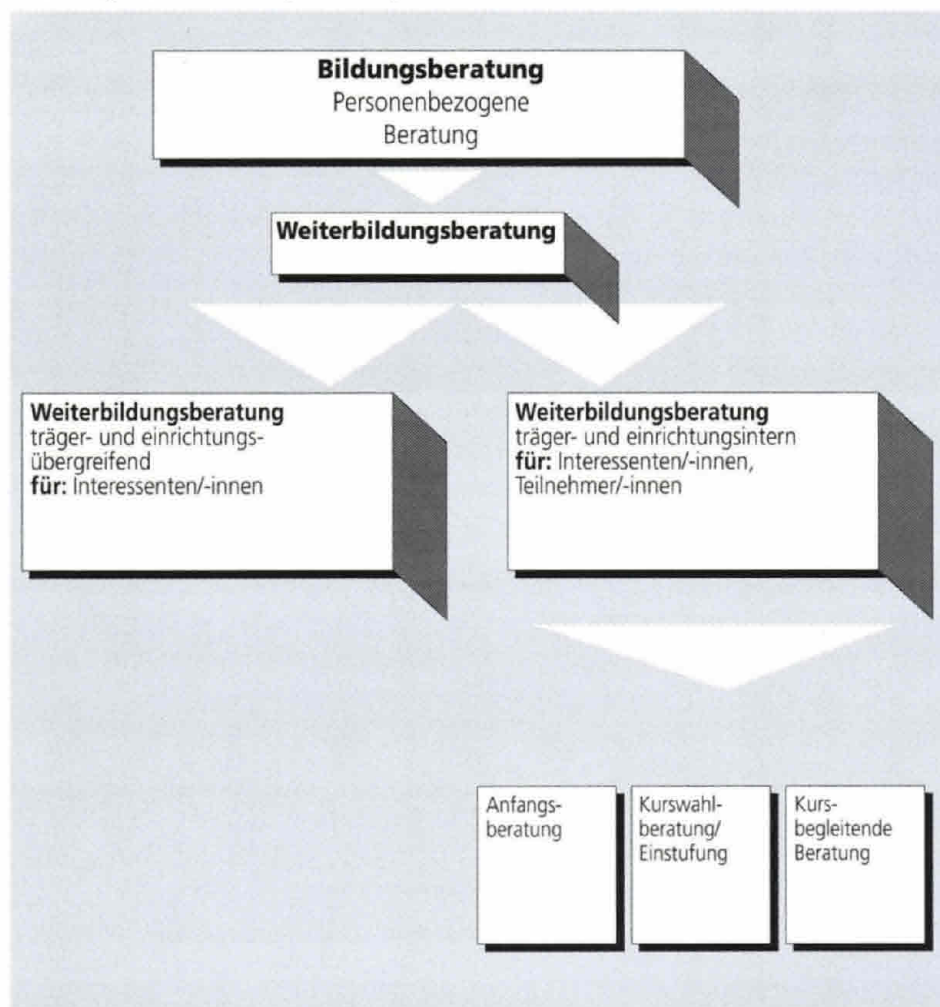 Bildungsberatung
Personenbezogene
Beratung
Weiterbildungsberatung
Weiterbildungsberatung
träger- und einrichtungs-
übergreifend
für: Interessenten/-innen
Weiterbildungsberatung
träger- und einrichtungsintern
für: Interessenten/-innen,
Teilnehmer/-innen
Anfangs-
beratung
Kurswahl-
beratung/
Einstufung
Kurs-
begleitende
Beratung